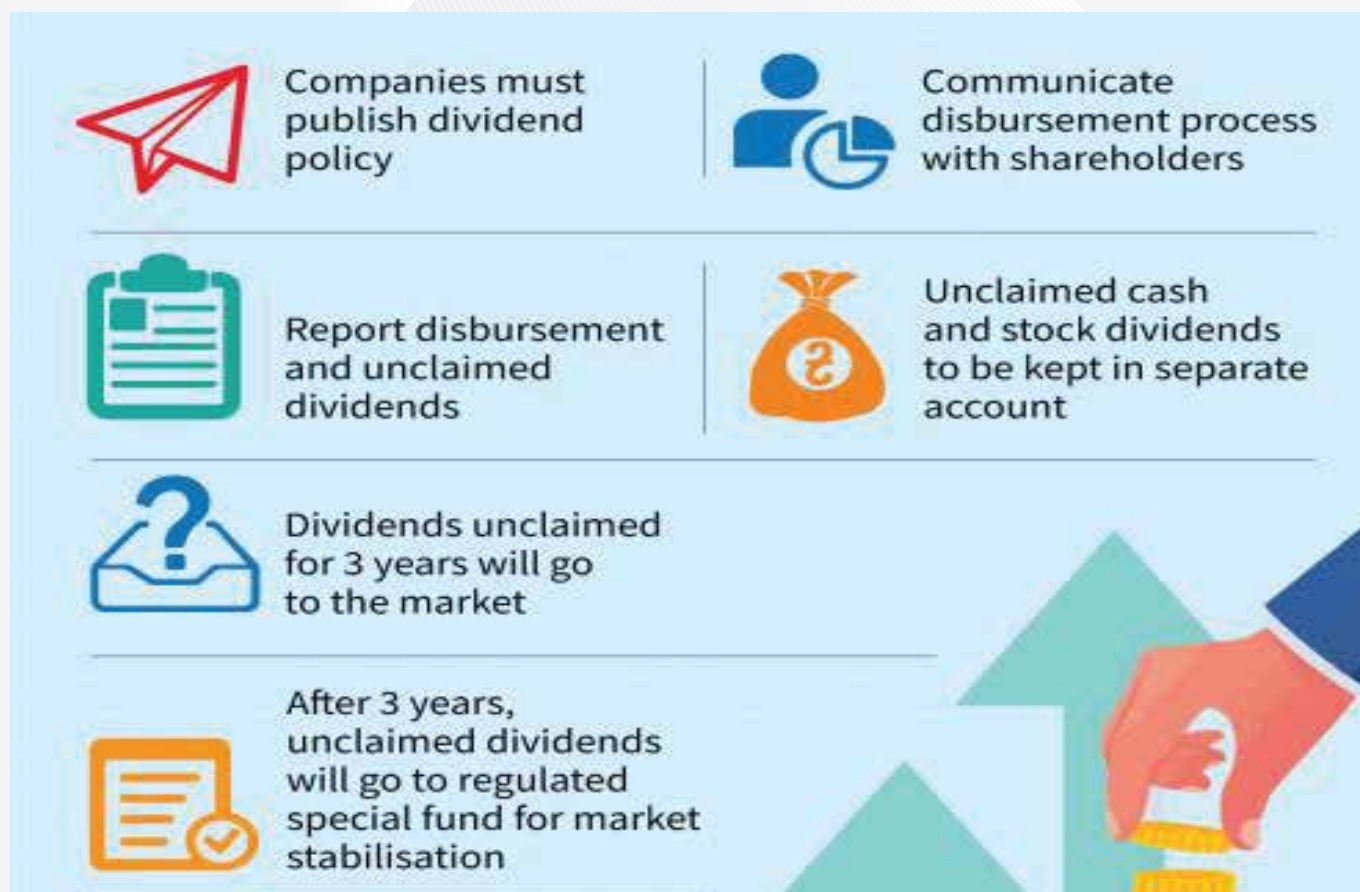 Companies must
publish dividend
policy
Communicate
disbursement process
with shareholders
Report disbursement
and unclaimed
dividends
Unclaimed cash
and stock dividends
to be kept in separate
account
Dividends unclaimed
for 3 years will go
to the market
After 3 years,
unclaimed dividends
will go to regulated
special fund for market
stabilisation